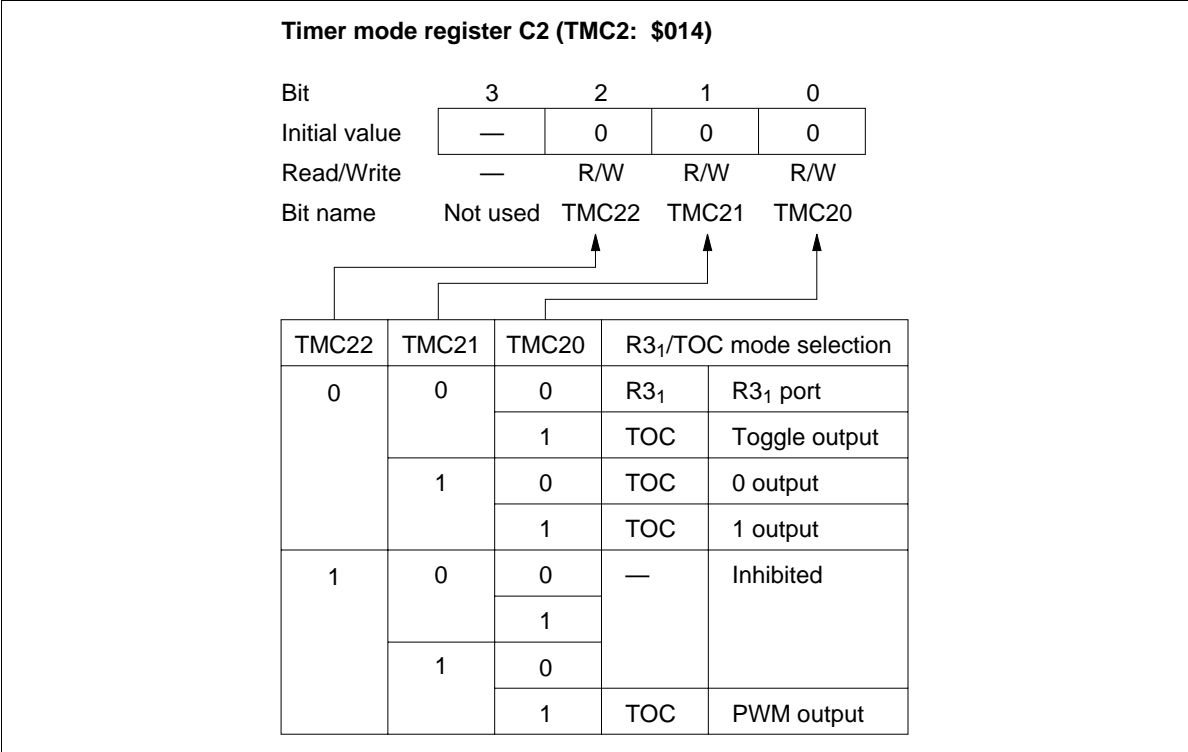 Timer mode register C2 (TMC2: $014)
Bit 3 2 1 0
Initial value — 0 0 0
Read/Write — R/W R/W R/W
Bit name Not used TMC22 TMC21 TMC20
TMC22 TMC21 TMC20 R3₁/TOC mode selection
0 0 0 R3₁ R3₁ port
1 TOC Toggle output
1 0 TOC 0 output
1 TOC 1 output
1 0 0 — Inhibited
1
1 0
1 TOC PWM output